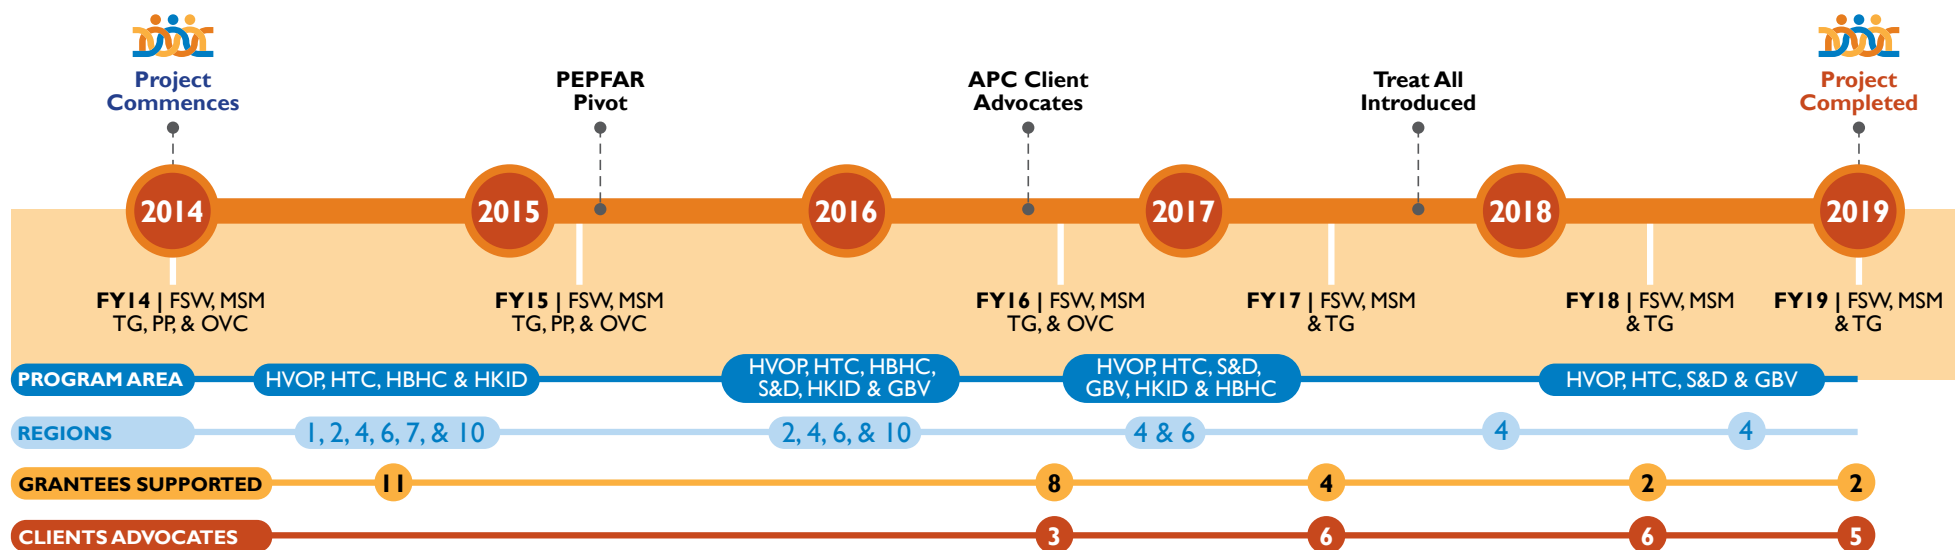 Project
Commences
PEPFAR
Pivot
APC Client
Advocates
Treat All
Introduced
Project
Completed
2014
2015
2016
2017
2018
2019
FY14 | FSW, MSM
TG, PP, & OVC
FY15 | FSW, MSM
TG, PP, & OVC
FY16 | FSW, MSM
TG, & OVC
FY17 | FSW, MSM
& TG
FY18 | FSW, MSM
& TG
FY19 | FSW, MSM
& TG
PROGRAM AREA
HVOP, HTC, HBHC & HKID
HVOP, HTC, HBHC,
S&D, HKID & GBV
HVOP, HTC, S&D,
GBV, HKID & HBHC
HVOP, HTC, S&D & GBV
REGIONS
1, 2, 4, 6, 7, & 10
2, 4, 6, & 10
4 & 6
4
4
GRANTEES SUPPORTED
11
8
4
2
2
CLIENTS ADVOCATES
3
6
6
5